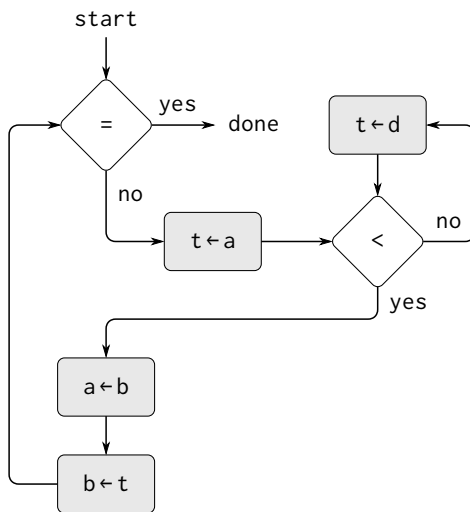 start
=
yes
done
no
t←a
t←d
<
no
yes
a←b
b←t